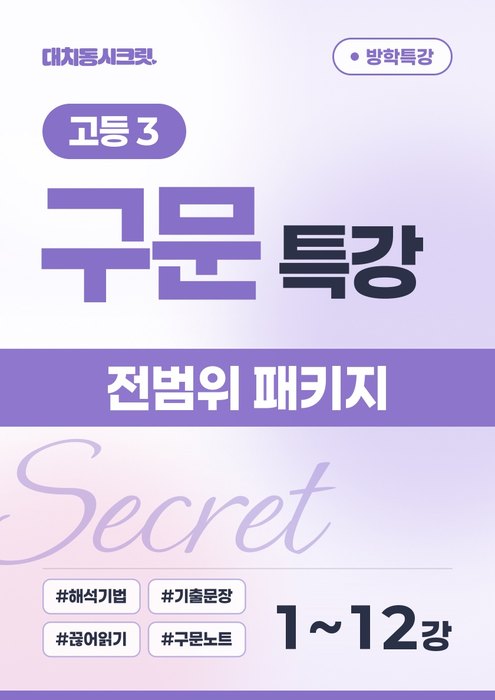 대치동시크릿.
방학특강
고등 3
구문 특강
전범위 패키지
Secret
#해석기법 #기출문장
#끊어읽기 #구문노트
1~12강